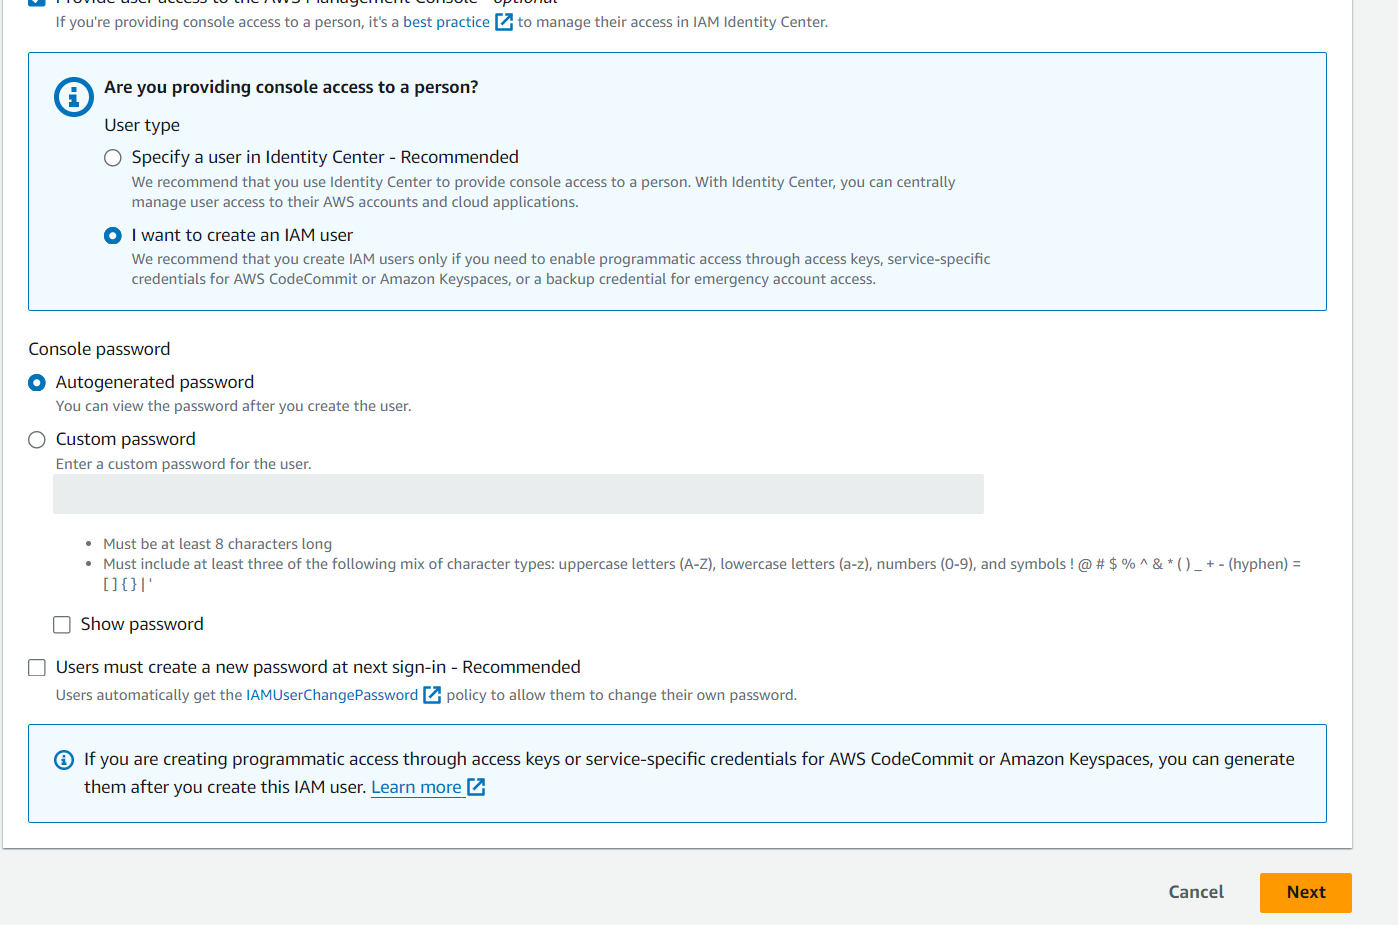 Provide user access to the AWS Management Console - optional
If you're providing console access to a person, it's a best practice to manage their access in IAM Identity Center.
Are you providing console access to a person?
User type
Specify a user in Identity Center - Recommended
We recommend that you use Identity Center to provide console access to a person. With Identity Center, you can centrally
manage user access to their AWS accounts and cloud applications.
I want to create an IAM user
We recommend that you create IAM users only if you need to enable programmatic access through access keys, service-specific
credentials for AWS CodeCommit or Amazon Keyspaces, or a backup credential for emergency account access.
Console password
Autogenerated password
You can view the password after you create the user.
Custom password
Enter a custom password for the user.
• Must be at least 8 characters long
• Must include at least three of the following mix of character types: uppercase letters (A-Z), lowercase letters (a-z), numbers (0-9), and symbols ! @ # $ % ^ & * ( ) _ + - (hyphen) =
[ ] { } | '
Show password
Users must create a new password at next sign-in - Recommended
Users automatically get the IAMUserChangePassword policy to allow them to change their own password.
If you are creating programmatic access through access keys or service-specific credentials for AWS CodeCommit or Amazon Keyspaces, you can generate
them after you create this IAM user. Learn more
Cancel
Next